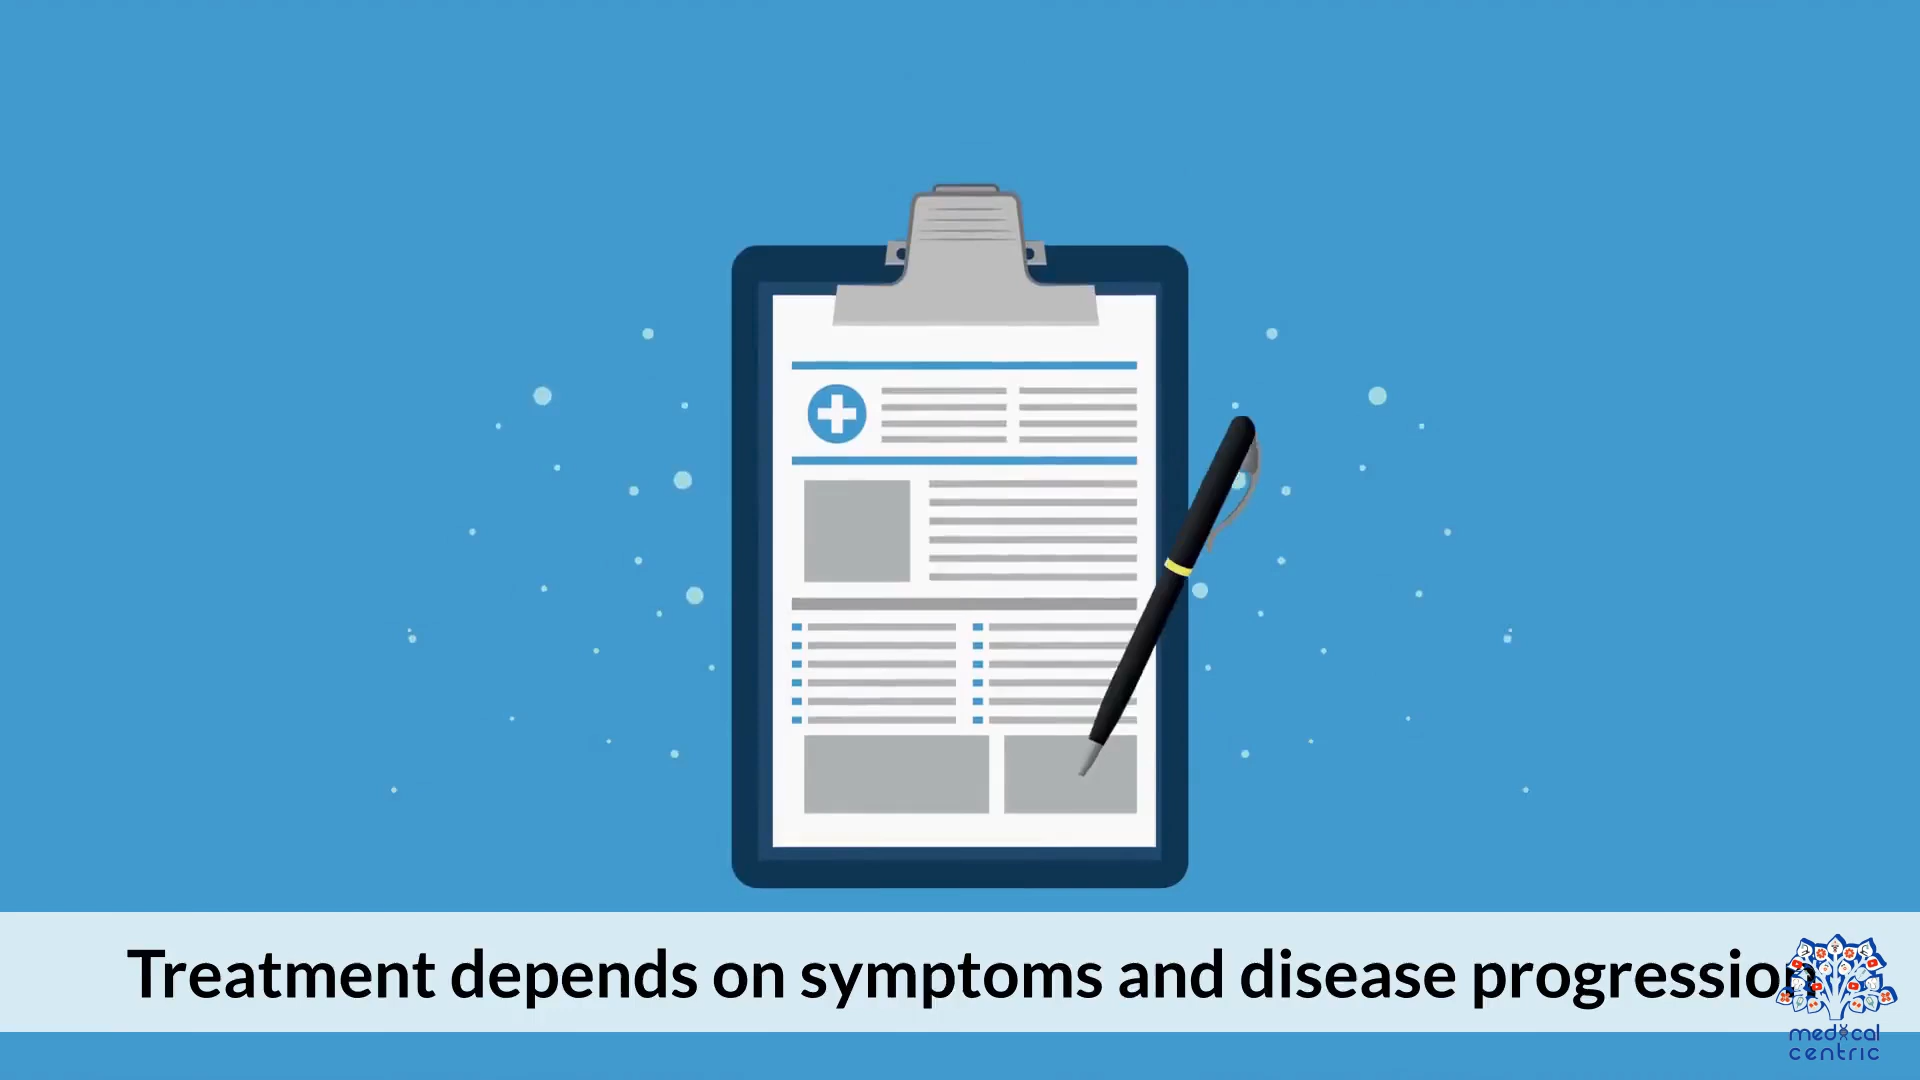 Treatment depends on symptoms and disease progression
medical
centric